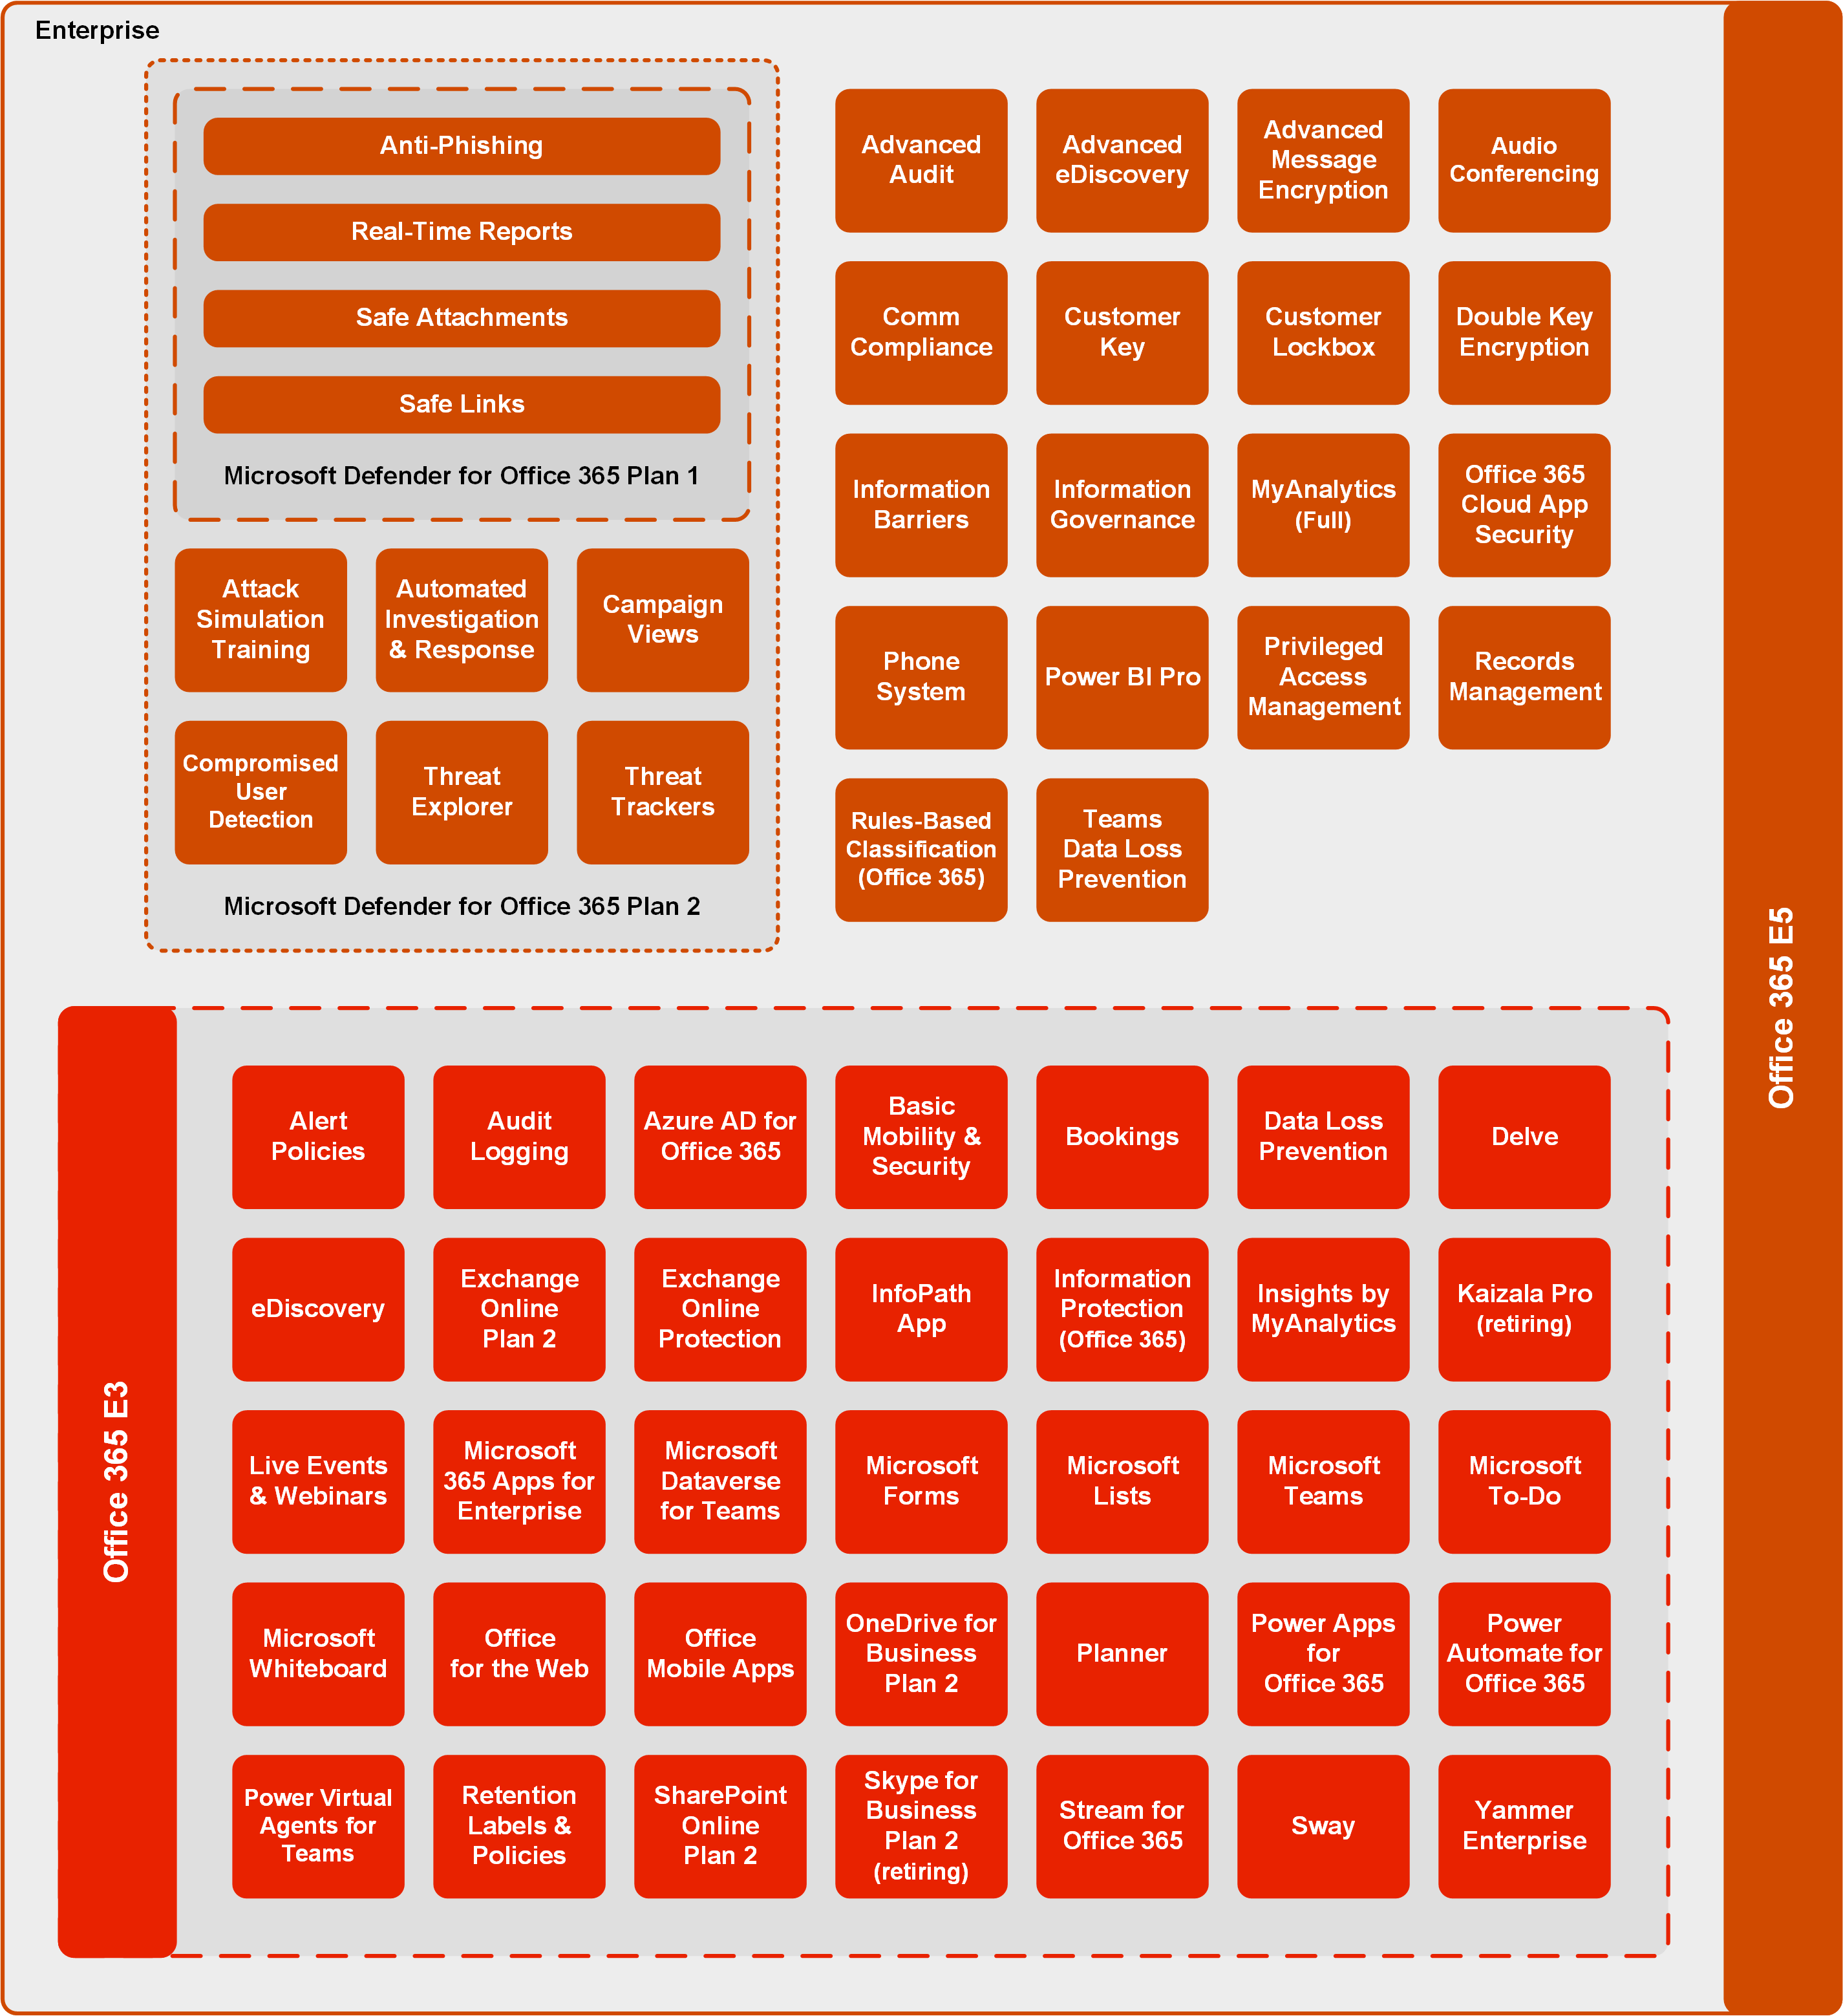 Enterprise
Anti-Phishing
Real-Time Reports
Safe Attachments
Safe Links
Microsoft Defender for Office 365 Plan 1
Attack
Simulation
Training
Automated
Investigation
& Response
Campaign
Views
Compromised
User
Detection
Threat
Explorer
Threat
Trackers
Microsoft Defender for Office 365 Plan 2
Advanced
Audit
Advanced
eDiscovery
Advanced
Message
Encryption
Audio
Conferencing
Comm
Compliance
Customer
Key
Customer
Lockbox
Double Key
Encryption
Information
Barriers
Information
Governance
MyAnalytics
(Full)
Office 365
Cloud App
Security
Phone
System
Power BI Pro
Privileged
Access
Management
Records
Management
Rules-Based
Classification
(Office 365)
Teams
Data Loss
Prevention
Office 365 E5
Office 365 E3
Alert
Policies
Audit
Logging
Azure AD for
Office 365
Basic
Mobility &
Security
Bookings
Data Loss
Prevention
Delve
eDiscovery
Exchange
Online
Plan 2
Exchange
Online
Protection
InfoPath
App
Information
Protection
(Office 365)
Insights by
MyAnalytics
Kaizala Pro
(retiring)
Live Events
& Webinars
Microsoft
365 Apps for
Enterprise
Microsoft
Dataverse
for Teams
Microsoft
Forms
Microsoft
Lists
Microsoft
Teams
Microsoft
To-Do
Microsoft
Whiteboard
Office
for the Web
Office
Mobile Apps
OneDrive for
Business
Plan 2
Planner
Power Apps
for
Office 365
Power
Automate for
Office 365
Power Virtual
Agents for
Teams
Retention
Labels &
Policies
SharePoint
Online
Plan 2
Skype for
Business
Plan 2
(retiring)
Stream for
Office 365
Sway
Yammer
Enterprise